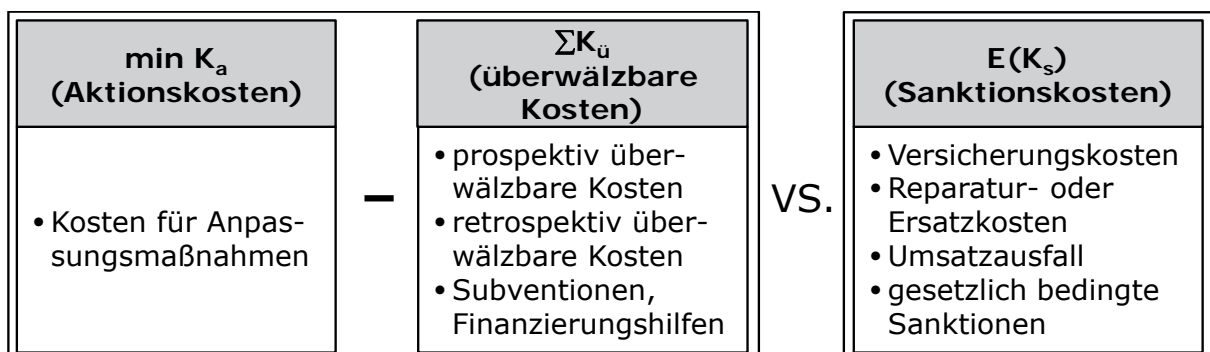 min Kₐ
(Aktionskosten)
• Kosten für Anpas-
sungsmaßnahmen
–
ΣKü
(überwälzbare
Kosten)
• prospektiv über-
wälzbare Kosten
• retrospektiv über-
wälzbare Kosten
• Subventionen,
Finanzierungshilfen
VS.
E(Kₛ)
(Sanktionskosten)
• Versicherungskosten
• Reparatur- oder
Ersatzkosten
• Umsatzausfall
• gesetzlich bedingte
Sanktionen